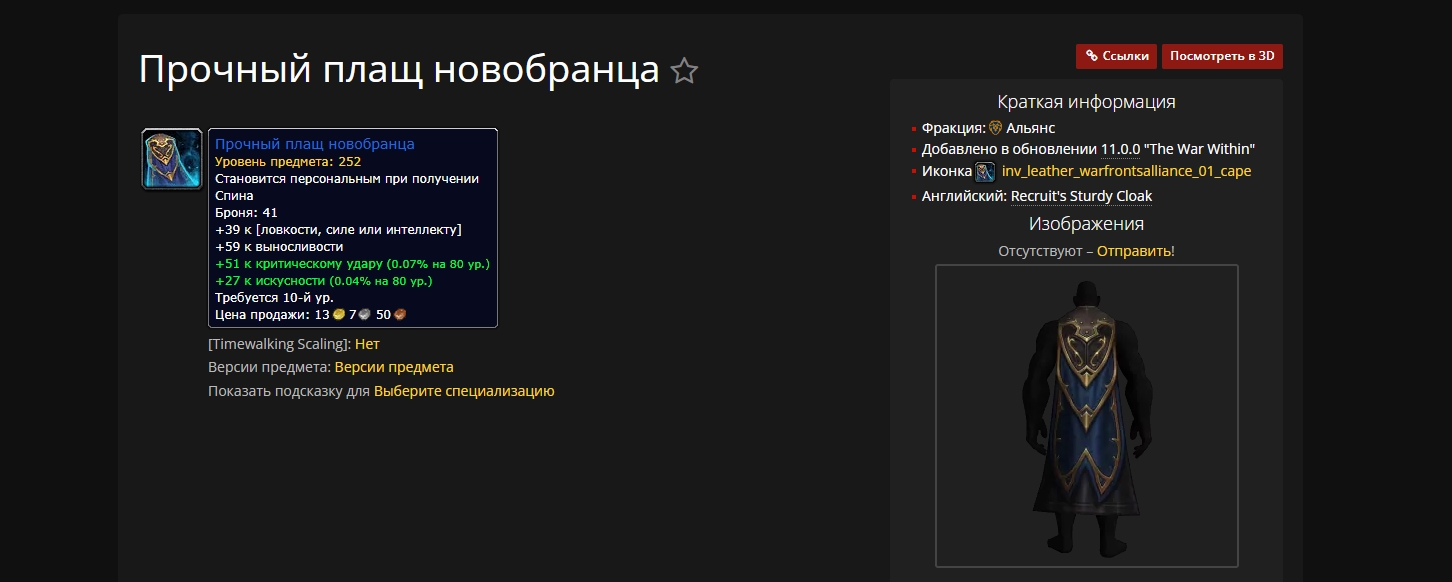 Прочный плащ новобранца
Прочный плащ новобранца
Уровень предмета: 252
Становится персональным при получении
Спина
Броня: 41
+39 к [ловкости, силе или интеллекту]
+59 к выносливости
+51 к критическому удару (0.07% на 80 ур.)
+27 к искусности (0.04% на 80 ур.)
Требуется 10-й ур.
Цена продажи: 13 7 50
[Timewalking Scaling]: Нет
Версии предмета: Версии предмета
Показать подсказку для Выберите специализацию
Ссылки
Посмотреть в 3D
Краткая информация
Фракция: Альянс
Добавлено в обновлении 11.0.0 "The War Within"
Иконка inv_leather_warfrontsalliance_01_cape
Английский: Recruit's Sturdy Cloak
Изображения
Отсутствуют – Отправить!